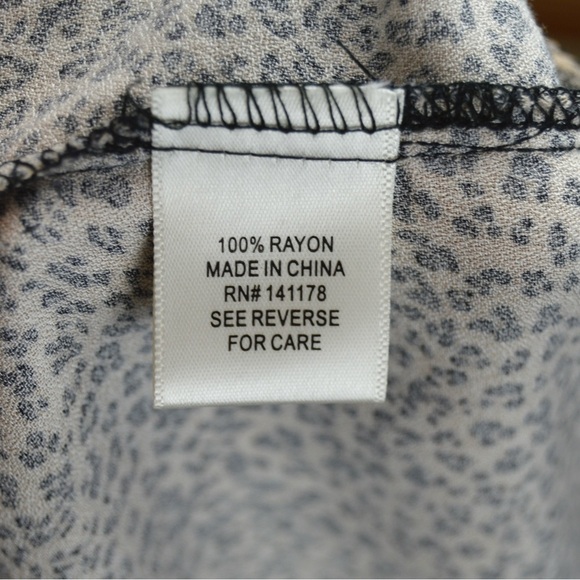 100% RAYON
MADE IN CHINA
RN# 141178
SEE REVERSE
FOR CARE